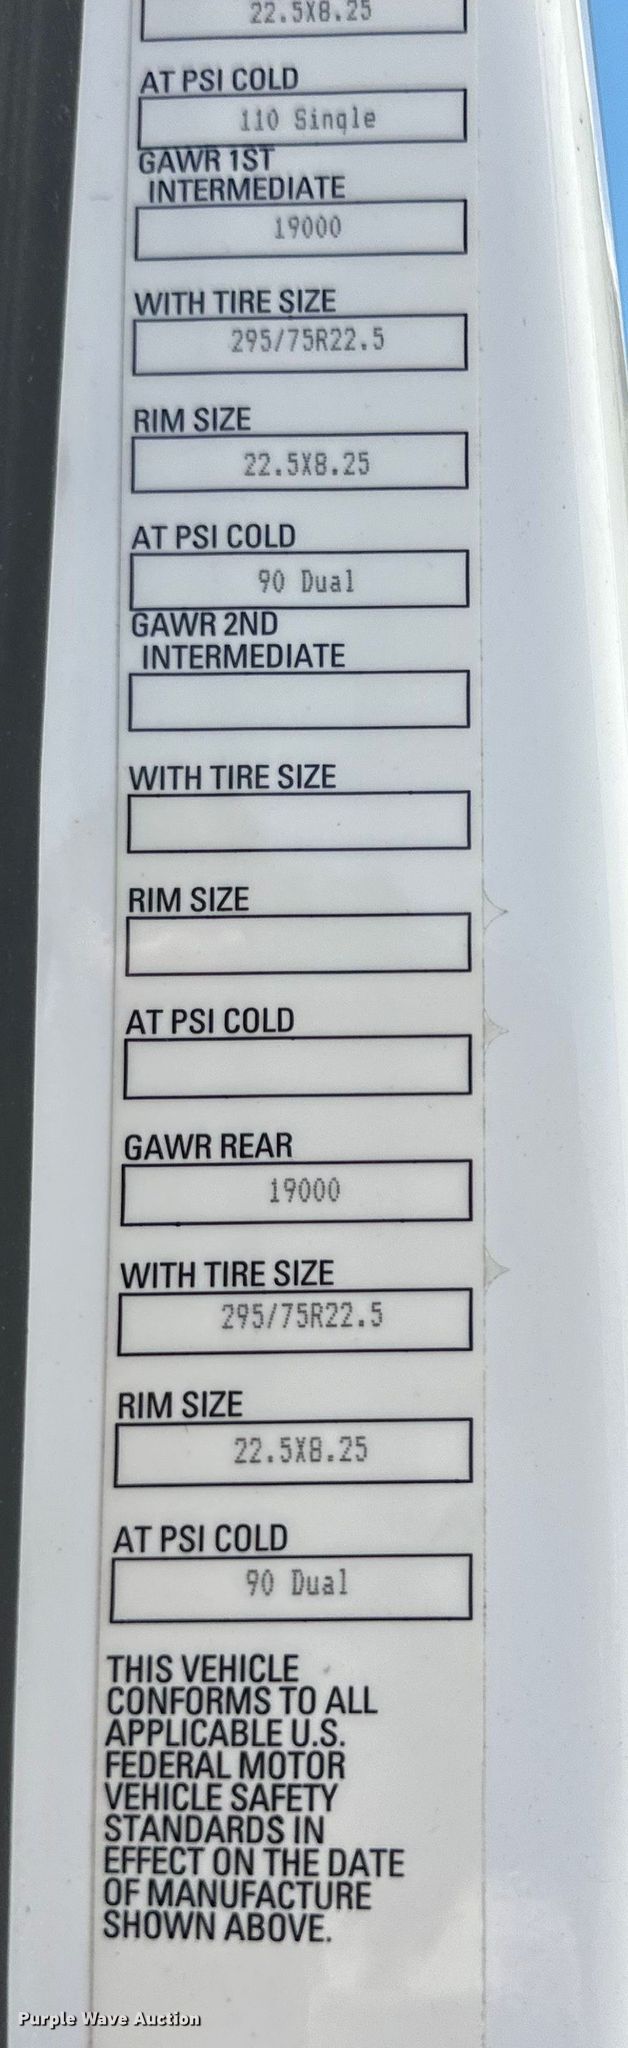 22.5X8.25
AT PSI COLD
110 Single
GAWR 1ST
INTERMEDIATE
19000
WITH TIRE SIZE
295/75R22.5
RIM SIZE
22.5X8.25
AT PSI COLD
90 Dual
GAWR 2ND
INTERMEDIATE
WITH TIRE SIZE
RIM SIZE
AT PSI COLD
GAWR REAR
19000
WITH TIRE SIZE
295/75R22.5
RIM SIZE
22.5X8.25
AT PSI COLD
90 Dual
THIS VEHICLE
CONFORMS TO ALL
APPLICABLE U.S.
FEDERAL MOTOR
VEHICLE SAFETY
STANDARDS IN
EFFECT ON THE DATE
OF MANUFACTURE
SHOWN ABOVE.
Purple Wave Auction